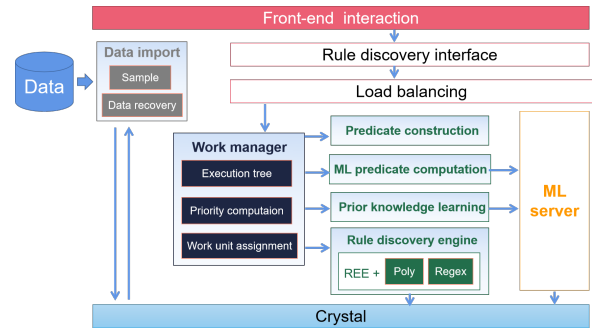 Front-end interaction
Data
Data import
Sample
Data recovery
Rule discovery interface
Load balancing
Work manager
Execution tree
Priority computaion
Work unit assignment
Predicate construction
ML predicate computation
Prior knowledge learning
Rule discovery engine
REE + Poly Regex
ML
server
Crystal